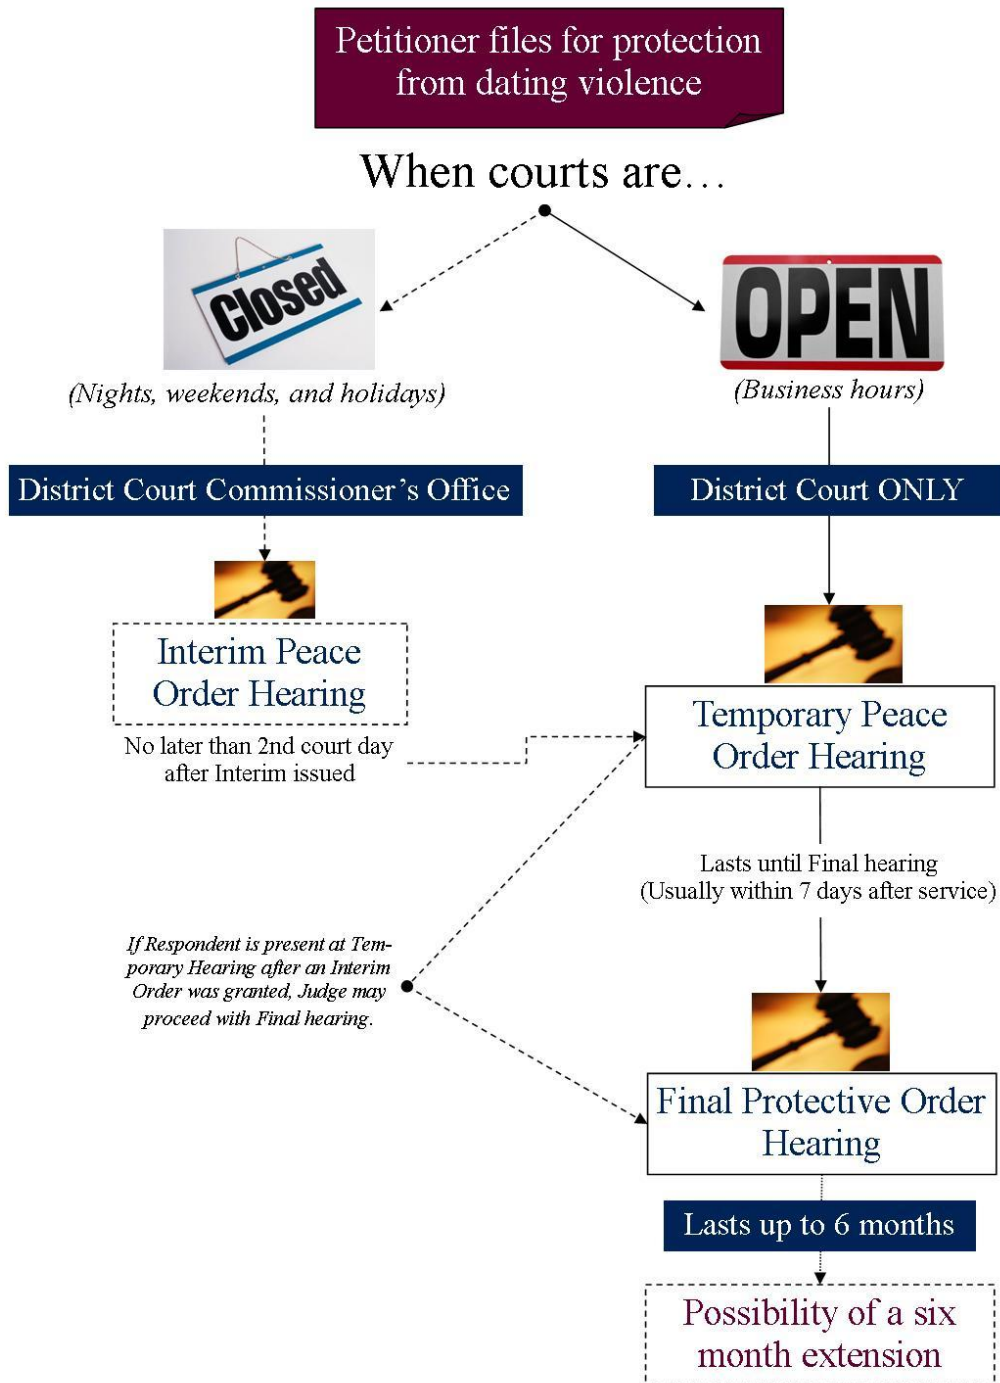 Petitioner files for protection
from dating violence
When courts are…
Closed
OPEN
(Nights, weekends, and holidays)
(Business hours)
District Court Commissioner’s Office
District Court ONLY
Interim Peace
Order Hearing
No later than 2nd court day
after Interim issued
Temporary Peace
Order Hearing
Lasts until Final hearing
(Usually within 7 days after service)
If Respondent is present at Tem-
porary Hearing after an Interim
Order was granted, Judge may
proceed with Final hearing.
Final Protective Order
Hearing
Lasts up to 6 months
Possibility of a six
month extension